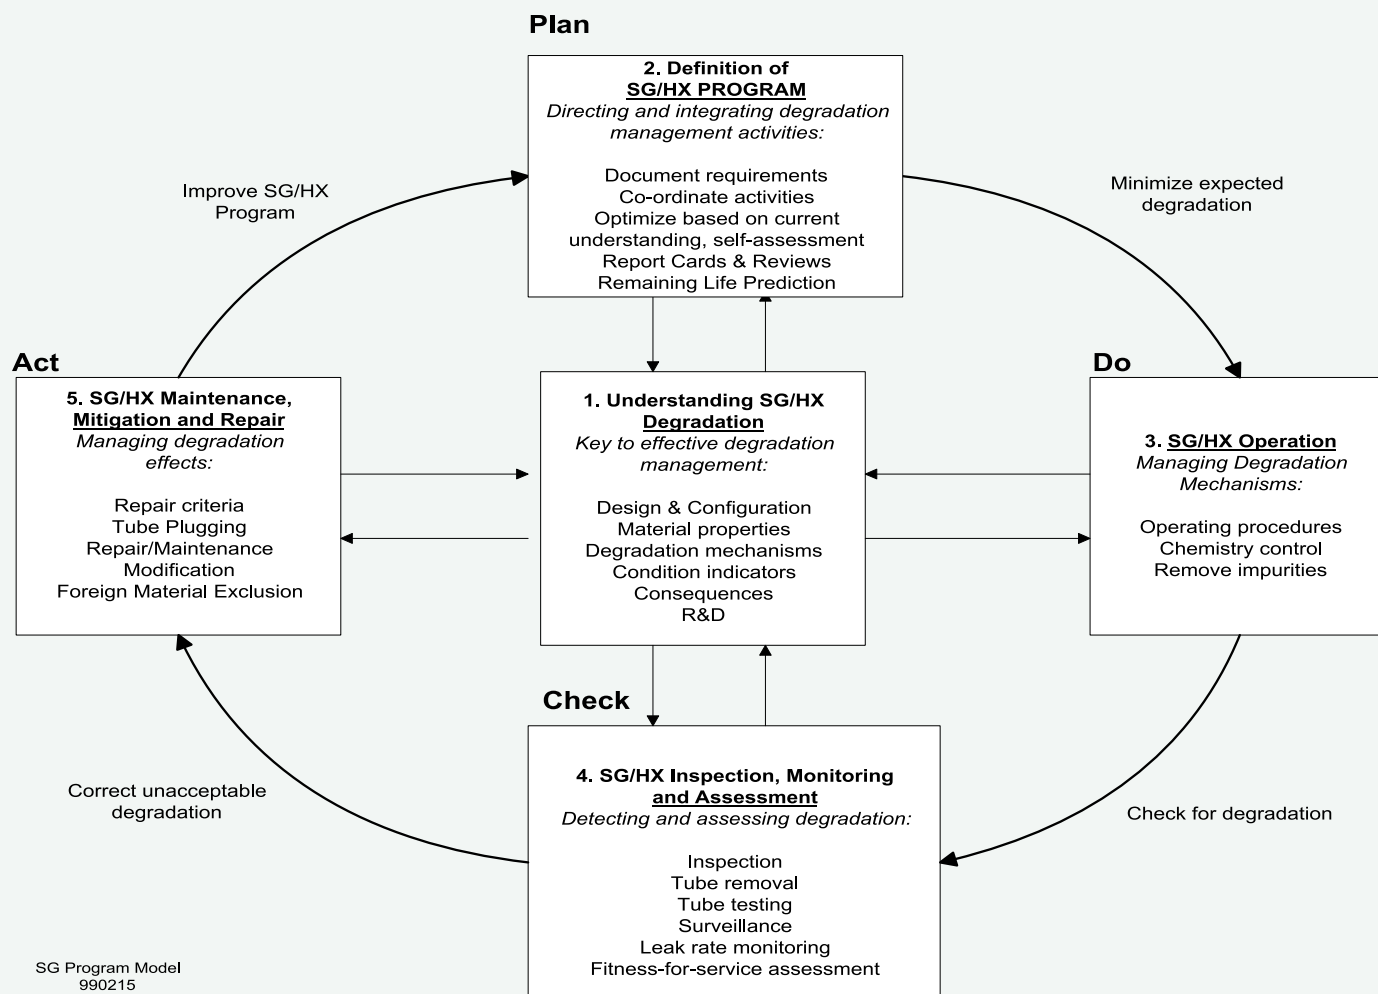 Plan
2. Definition of
SG/HX PROGRAM
Directing and integrating degradation
management activities:
Document requirements
Co-ordinate activities
Optimize based on current
understanding, self-assessment
Report Cards & Reviews
Remaining Life Prediction
Improve SG/HX
Program
Minimize expected
degradation
Act
5. SG/HX Maintenance,
Mitigation and Repair
Managing degradation
effects:
Repair criteria
Tube Plugging
Repair/Maintenance
Modification
Foreign Material Exclusion
1. Understanding SG/HX
Degradation
Key to effective degradation
management:
Design & Configuration
Material properties
Degradation mechanisms
Condition indicators
Consequences
R&D
Do
3. SG/HX Operation
Managing Degradation
Mechanisms:
Operating procedures
Chemistry control
Remove impurities
Check
4. SG/HX Inspection, Monitoring
and Assessment
Detecting and assessing degradation:
Inspection
Tube removal
Tube testing
Surveillance
Leak rate monitoring
Fitness-for-service assessment
Correct unacceptable
degradation
Check for degradation
SG Program Model
990215